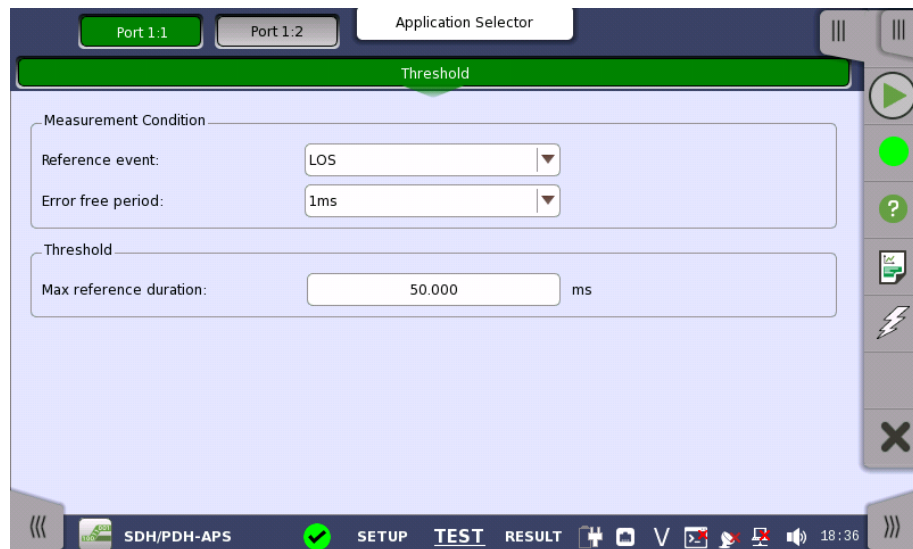 Application Selector
Port 1:1
Port 1:2
Threshold
Measurement Condition
Reference event:
LOS
Error free period:
1ms
Threshold
Max reference duration:
50.000
ms
SDH/PDH-APS
SETUP
TEST
RESULT
V
18:36